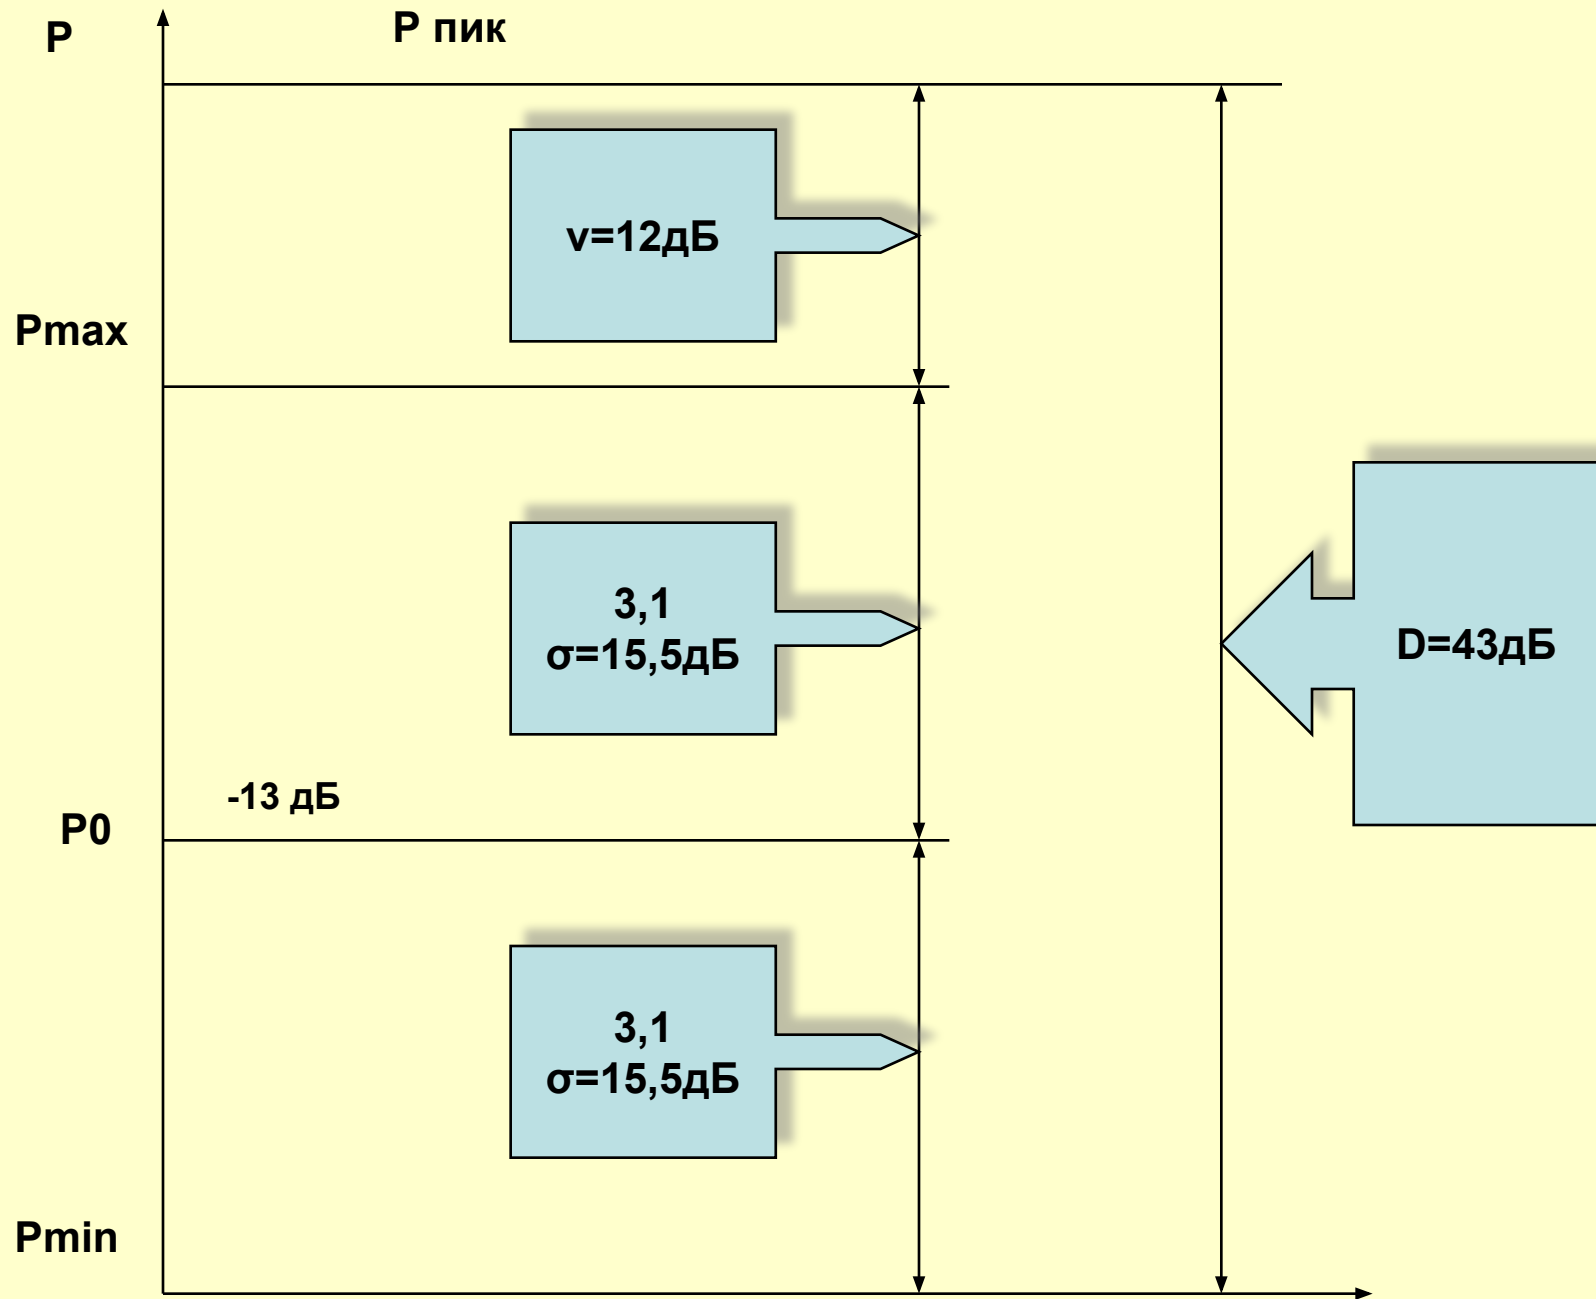 P
Р пик
v=12дБ
Pmax
3,1
σ=15,5дБ
D=43дБ
-13 дБ
P0
3,1
σ=15,5дБ
Pmin